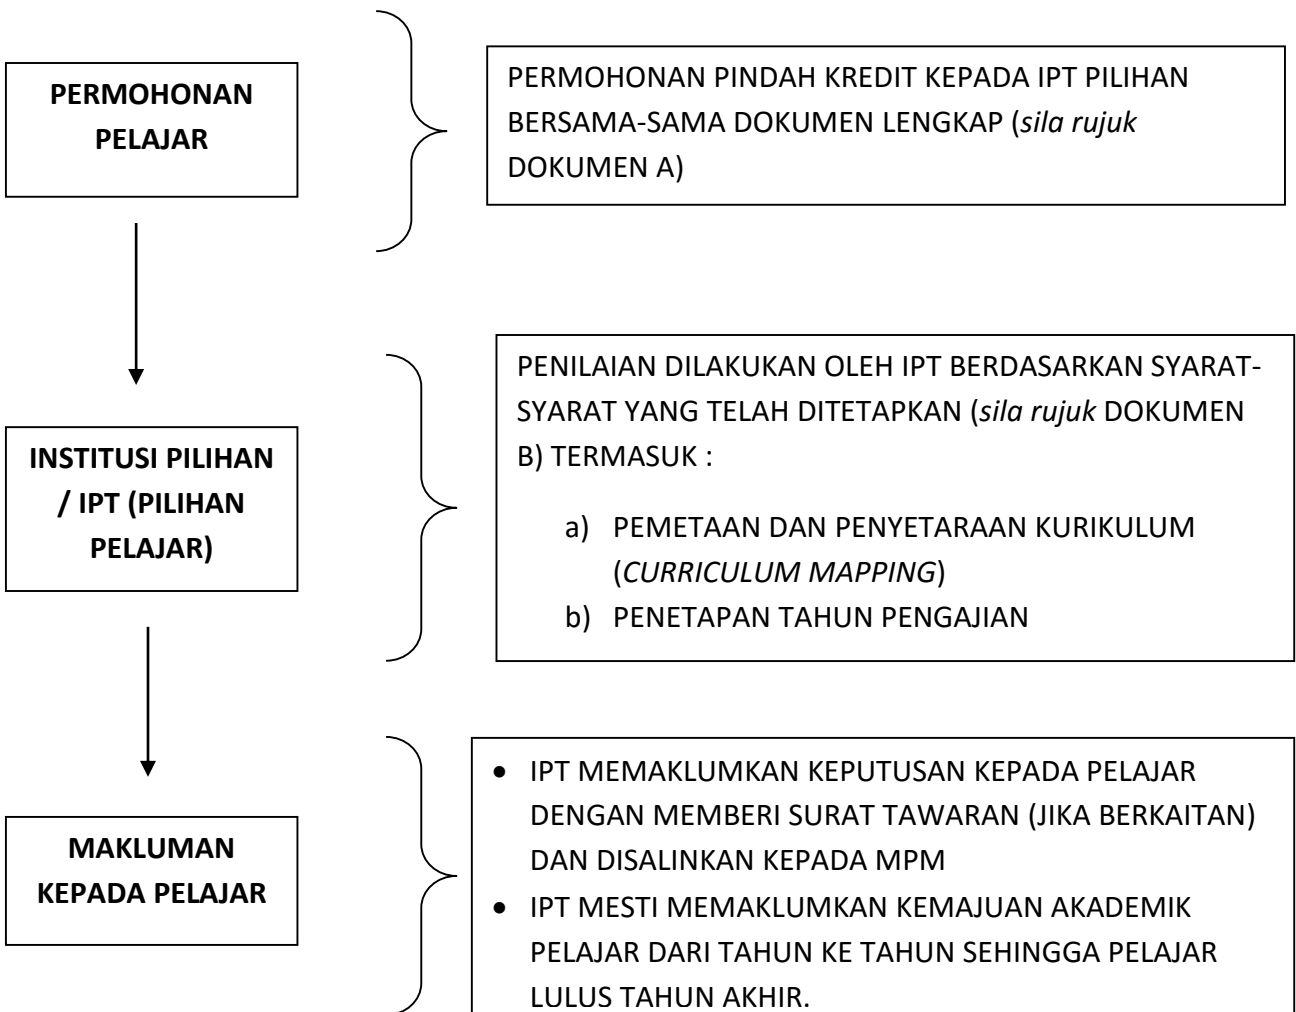 PERMOHONAN
PELAJAR
PERMOHONAN PINDAH KREDIT KEPADA IPT PILIHAN
BERSAMA-SAMA DOKUMEN LENGKAP (sila rujuk
DOKUMEN A)
INSTITUSI PILIHAN
/ IPT (PILIHAN
PELAJAR)
PENILAIAN DILAKUKAN OLEH IPT BERDASARKAN SYARAT-
SYARAT YANG TELAH DITETAPKAN (sila rujuk DOKUMEN
B) TERMASUK :
a) PEMETAAN DAN PENYETARAAN KURIKULUM
(CURRICULUM MAPPING)
b) PENETAPAN TAHUN PENGAJIAN
MAKLUMAN
KEPADA PELAJAR
• IPT MEMAKLUMKAN KEPUTUSAN KEPADA PELAJAR
DENGAN MEMBERI SURAT TAWARAN (JIKA BERKAITAN)
DAN DISALINKAN KEPADA MPM
• IPT MESTI MEMAKLUMKAN KEMAJUAN AKADEMIK
PELAJAR DARI TAHUN KE TAHUN SEHINGGA PELAJAR
LULUS TAHUN AKHIR.